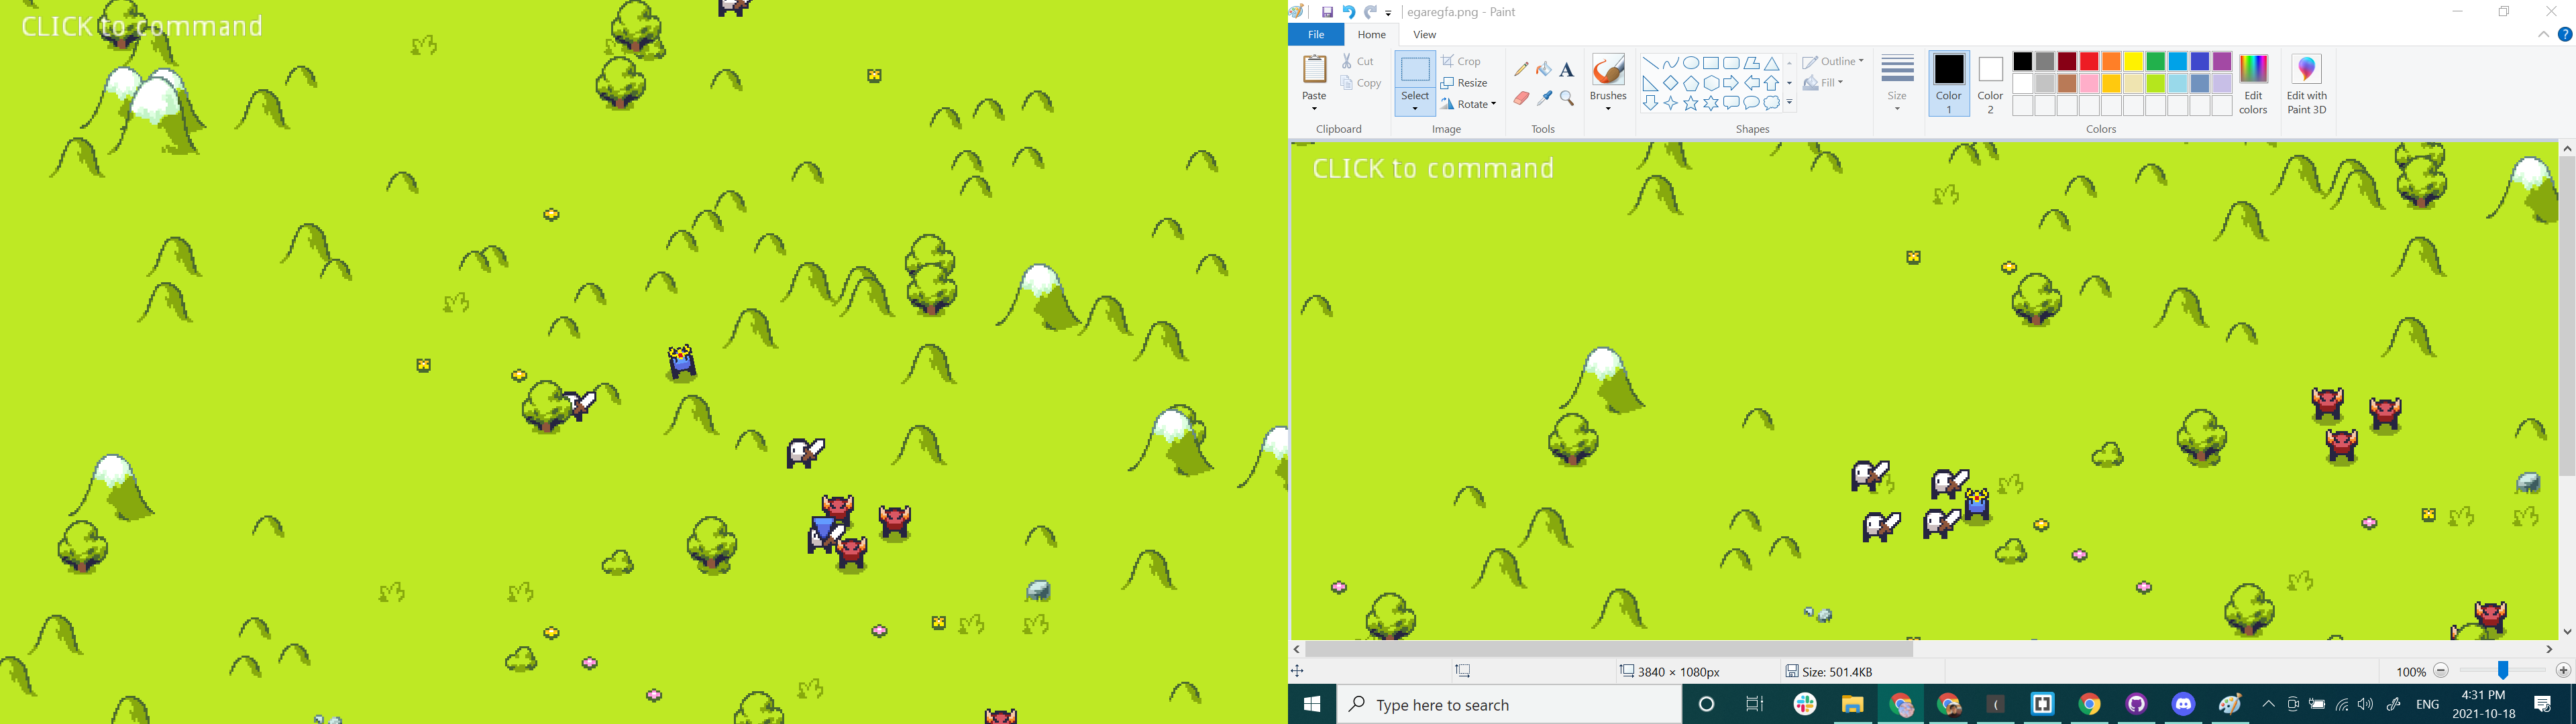 CLICK to command
egaregfa.png - Paint
File Home View
Paste
Cut
Copy
Clipboard
Select
Crop
Resize
Rotate
Image
Tools
Brushes
Outline
Fill
Shapes
Size
Color
1
Color
2
Edit
colors
Colors
Edit with
Paint 3D
CLICK to command
3840 × 1080px
Size: 501.4KB
100%
Type here to search
ENG
4:31 PM
2021-10-18